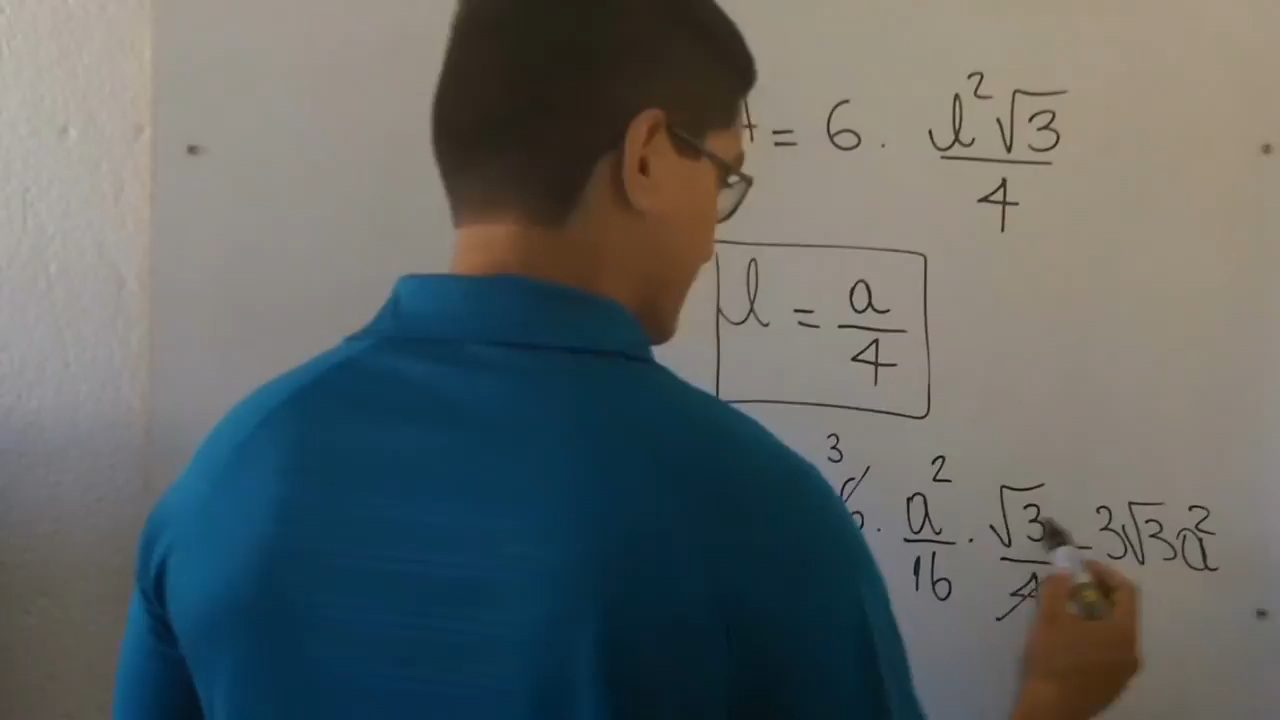 = 6 . l²√3 / 4
l = a / 4
3
6 . a² / 16 . √3 / 4 = 3√3a²